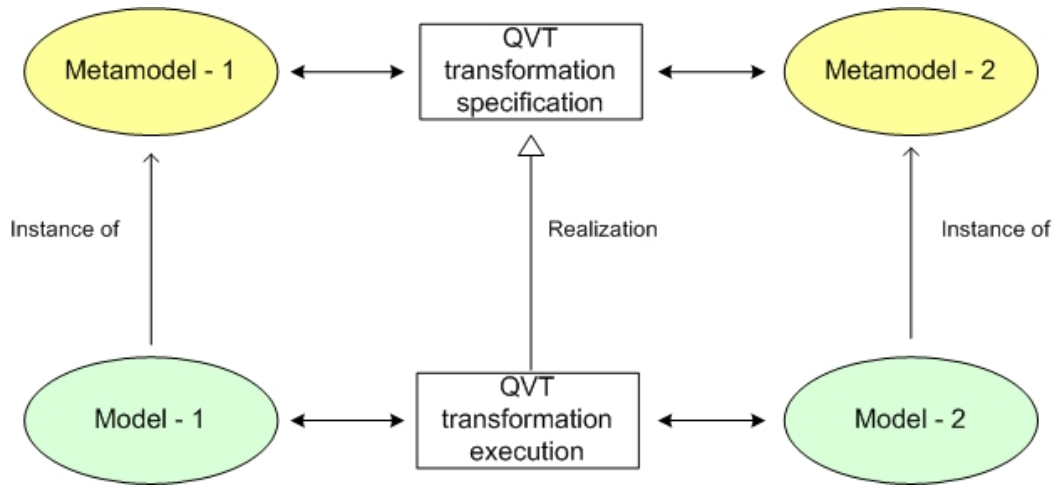 Metamodel - 1
QVT
transformation
specification
Metamodel - 2
Instance of
Realization
Instance of
Model - 1
QVT
transformation
execution
Model - 2